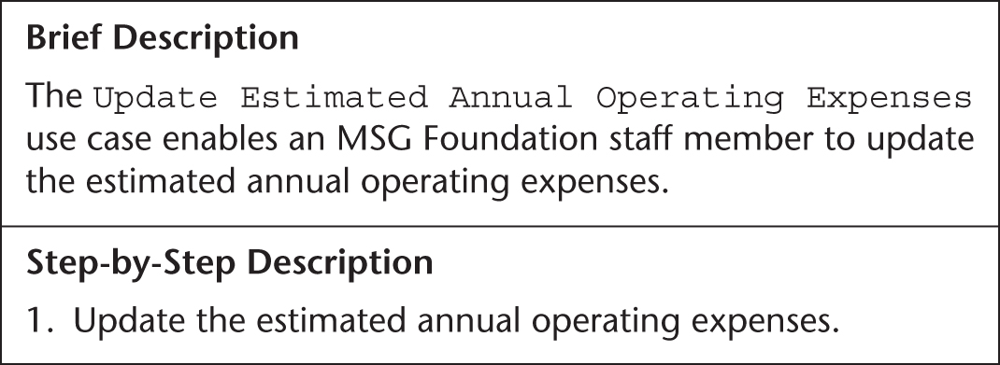 Brief Description
The Update Estimated Annual Operating Expenses
use case enables an MSG Foundation staff member to update
the estimated annual operating expenses.
Step-by-Step Description
1. Update the estimated annual operating expenses.